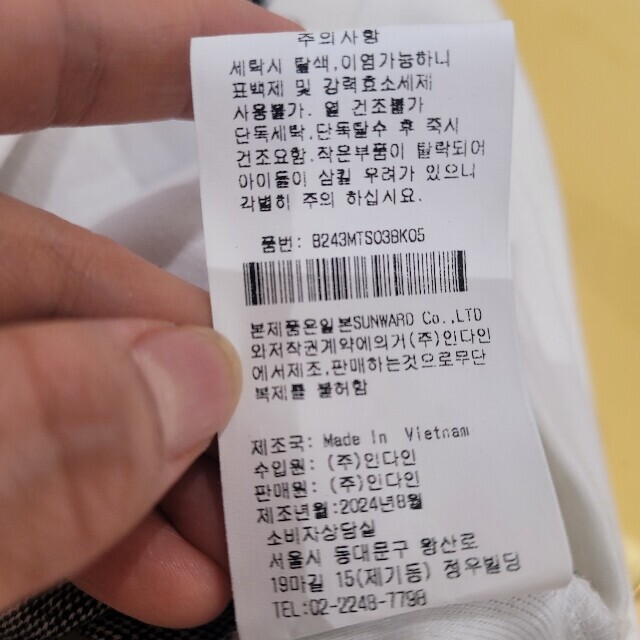 주의사항
세탁시 탈색.이염가능하니
표백제 및 강력효소세제
사용불가. 열 건조불가
단독세탁.단독탈수 후 즉시
건조요함.작은부품이 탈락되어
아이들이 삼킬 우려가 있으니
각별히 주의 하십시요.
품번: B243MTS03BK05
본제품은일본SUNWARD Co.,LTD
와저작권계약에의거(주)인다인
에서제조,판매하는것으로무단
복제를 불허함
제조국: Made In Vietnam
수입원: (주)인다인
판매원: (주)인다인
제조년월:2024년8월
소비자상담실
서울시 동대문구 왕산로
19마길 15(제기동) 정우빌딩
TEL:02-2248-7798